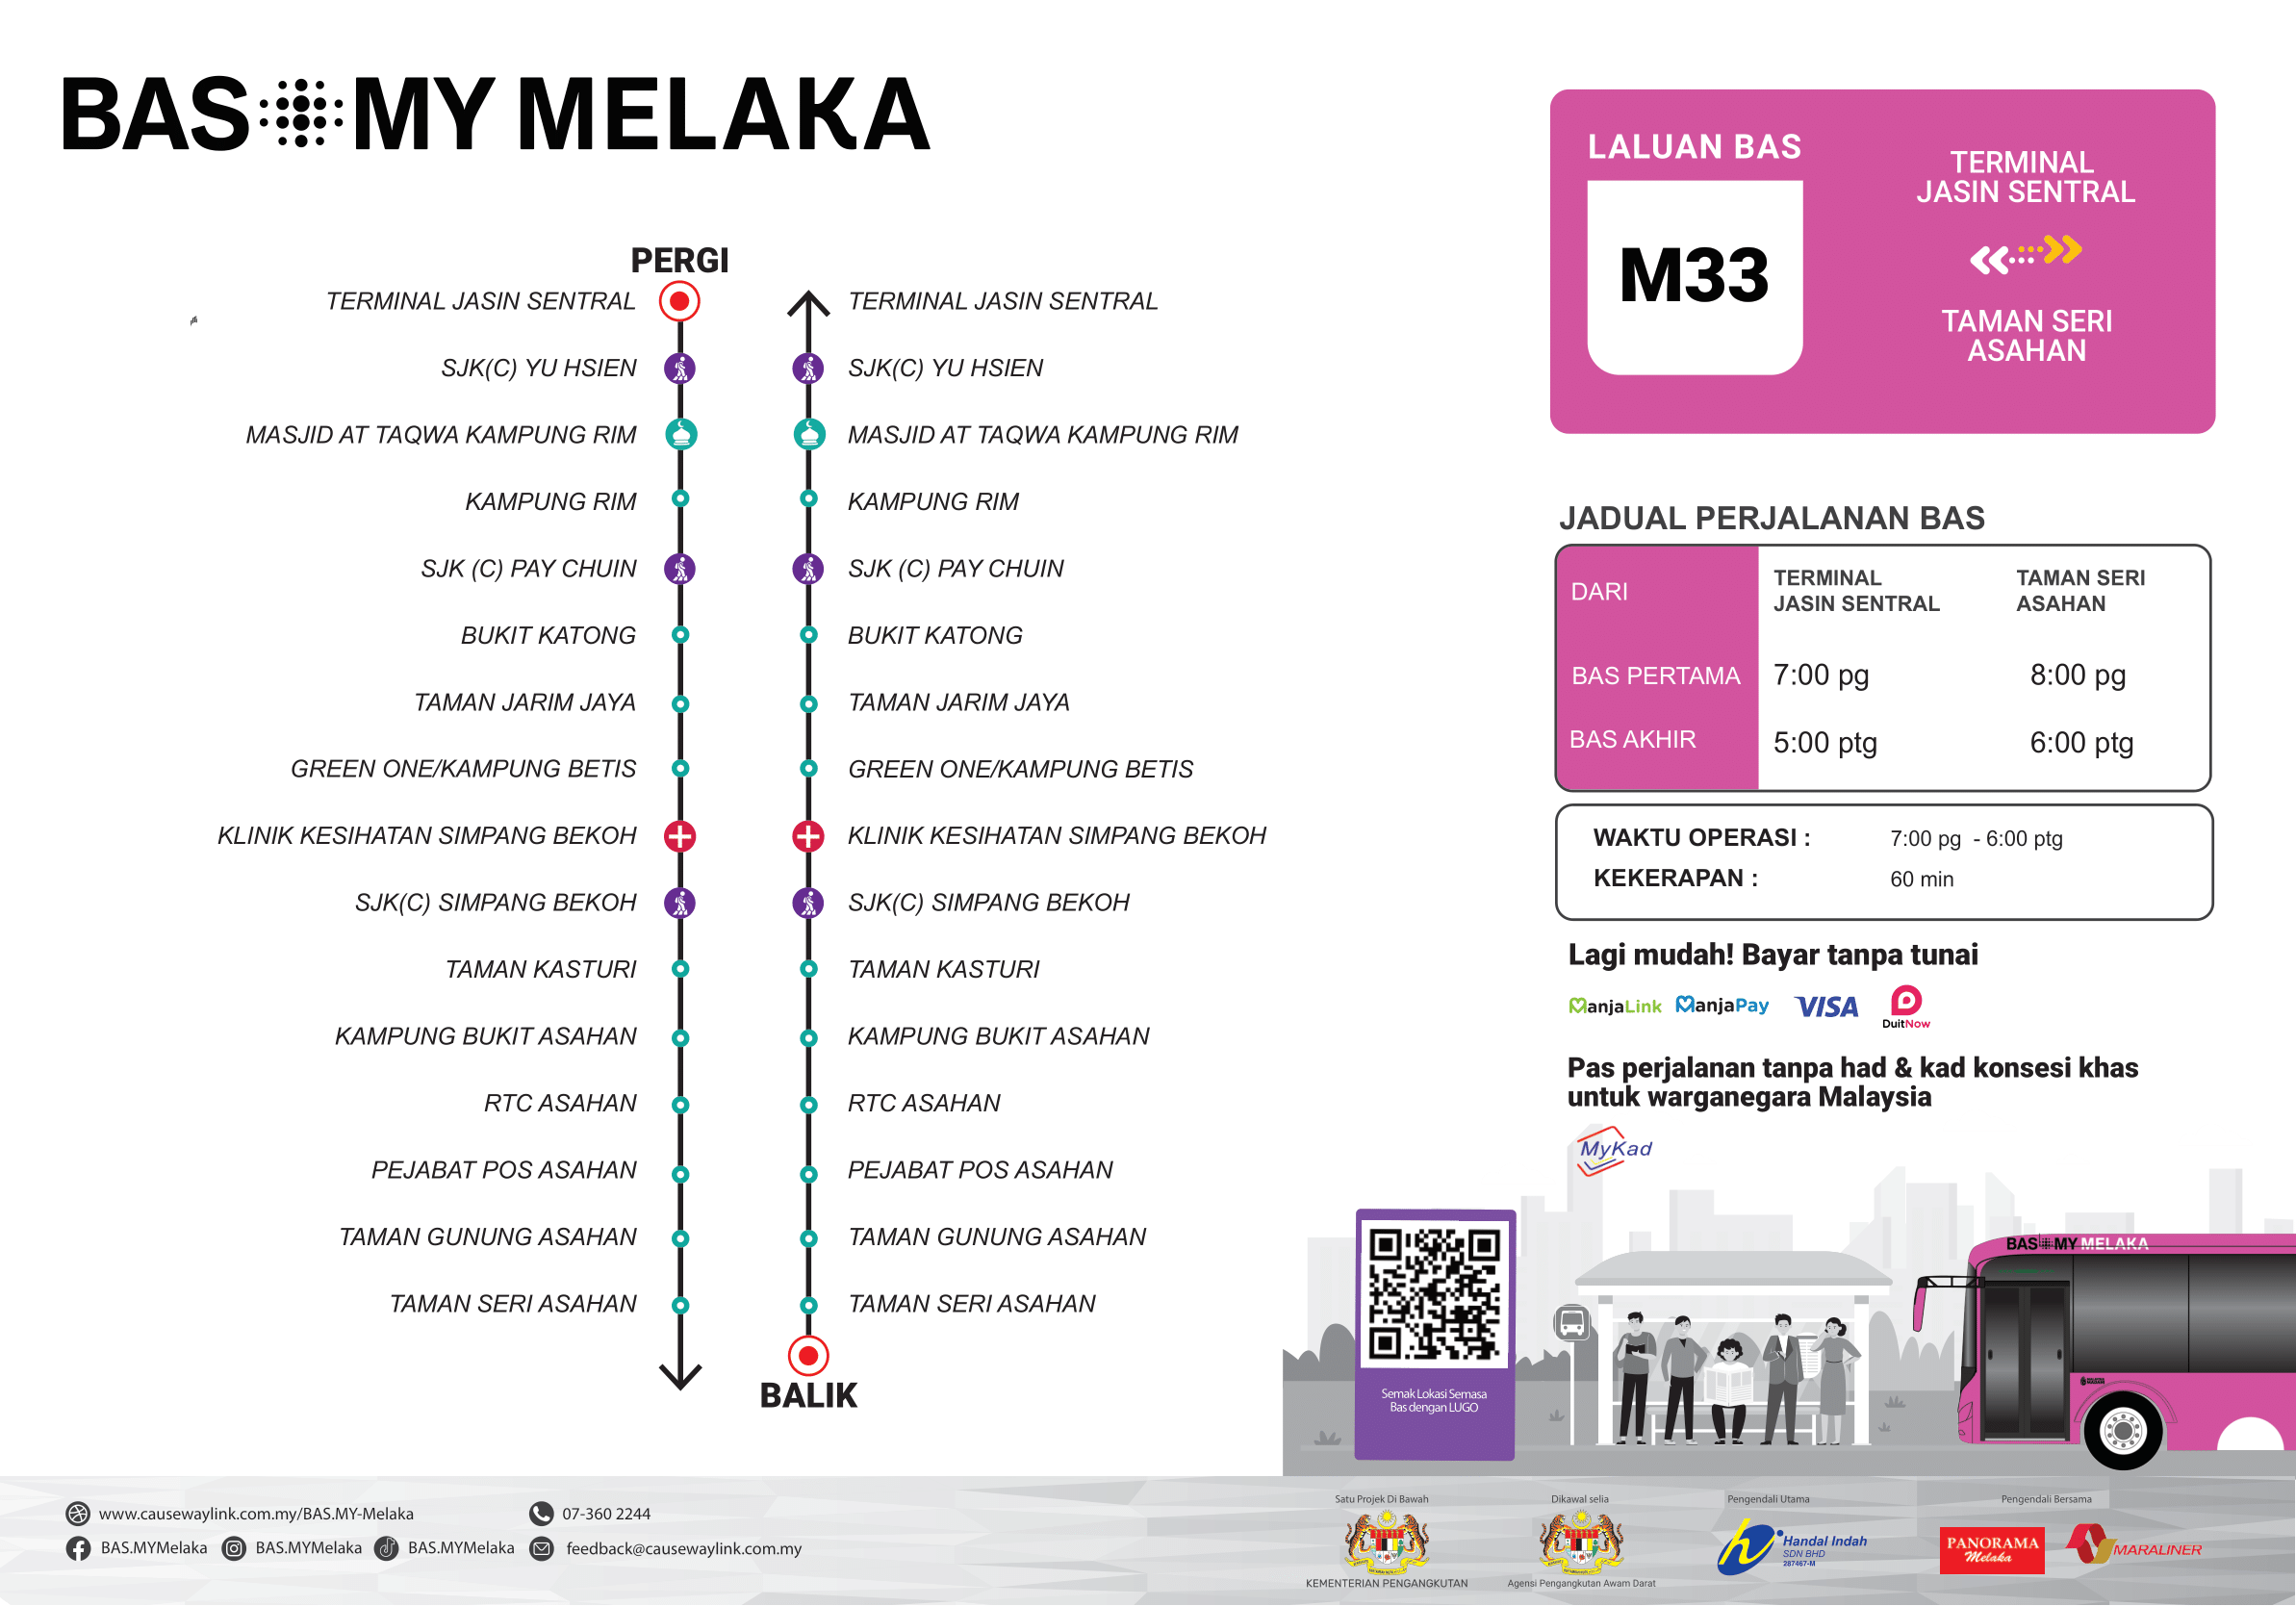 BAS MY MELAKA
PERGI
TERMINAL JASIN SENTRAL
SJK(C) YU HSIEN
MASJID AT TAQWA KAMPUNG RIM
KAMPUNG RIM
SJK (C) PAY CHUIN
BUKIT KATONG
TAMAN JARIM JAYA
GREEN ONE/KAMPUNG BETIS
KLINIK KESIHATAN SIMPANG BEKOH
SJK(C) SIMPANG BEKOH
TAMAN KASTURI
KAMPUNG BUKIT ASAHAN
RTC ASAHAN
PEJABAT POS ASAHAN
TAMAN GUNUNG ASAHAN
TAMAN SERI ASAHAN
TERMINAL JASIN SENTRAL
SJK(C) YU HSIEN
MASJID AT TAQWA KAMPUNG RIM
KAMPUNG RIM
SJK (C) PAY CHUIN
BUKIT KATONG
TAMAN JARIM JAYA
GREEN ONE/KAMPUNG BETIS
KLINIK KESIHATAN SIMPANG BEKOH
SJK(C) SIMPANG BEKOH
TAMAN KASTURI
KAMPUNG BUKIT ASAHAN
RTC ASAHAN
PEJABAT POS ASAHAN
TAMAN GUNUNG ASAHAN
TAMAN SERI ASAHAN
BALIK
LALUAN BAS
M33
TERMINAL
JASIN SENTRAL
TAMAN SERI
ASAHAN
JADUAL PERJALANAN BAS
DARI
TERMINAL
JASIN SENTRAL
TAMAN SERI
ASAHAN
BAS PERTAMA 7:00 pg 8:00 pg
BAS AKHIR 5:00 ptg 6:00 ptg
WAKTU OPERASI : 7:00 pg - 6:00 ptg
KEKERAPAN : 60 min
Lagi mudah! Bayar tanpa tunai
ManjaLink ManjaPay VISA DuitNow
Pas perjalanan tanpa had & kad konsesi khas
untuk warganegara Malaysia
MyKad
Semak Lokasi Semasa
Bas dengan LUGO
BAS MY MELAKA
www.causewaylink.com.my/BAS.MY-Melaka
07-360 2244
BAS.MYMelaka BAS.MYMelaka BAS.MYMelaka feedback@causewaylink.com.my
Satu Projek Di Bawah
KEMENTERIAN PENGANGKUTAN
Dikawal selia
Agensi Pengangkutan Awam Darat
Pengendali Utama
Handal Indah
SDN BHD
287467-M
Pengendali Bersama
PANORAMA
Melaka
MARALINER